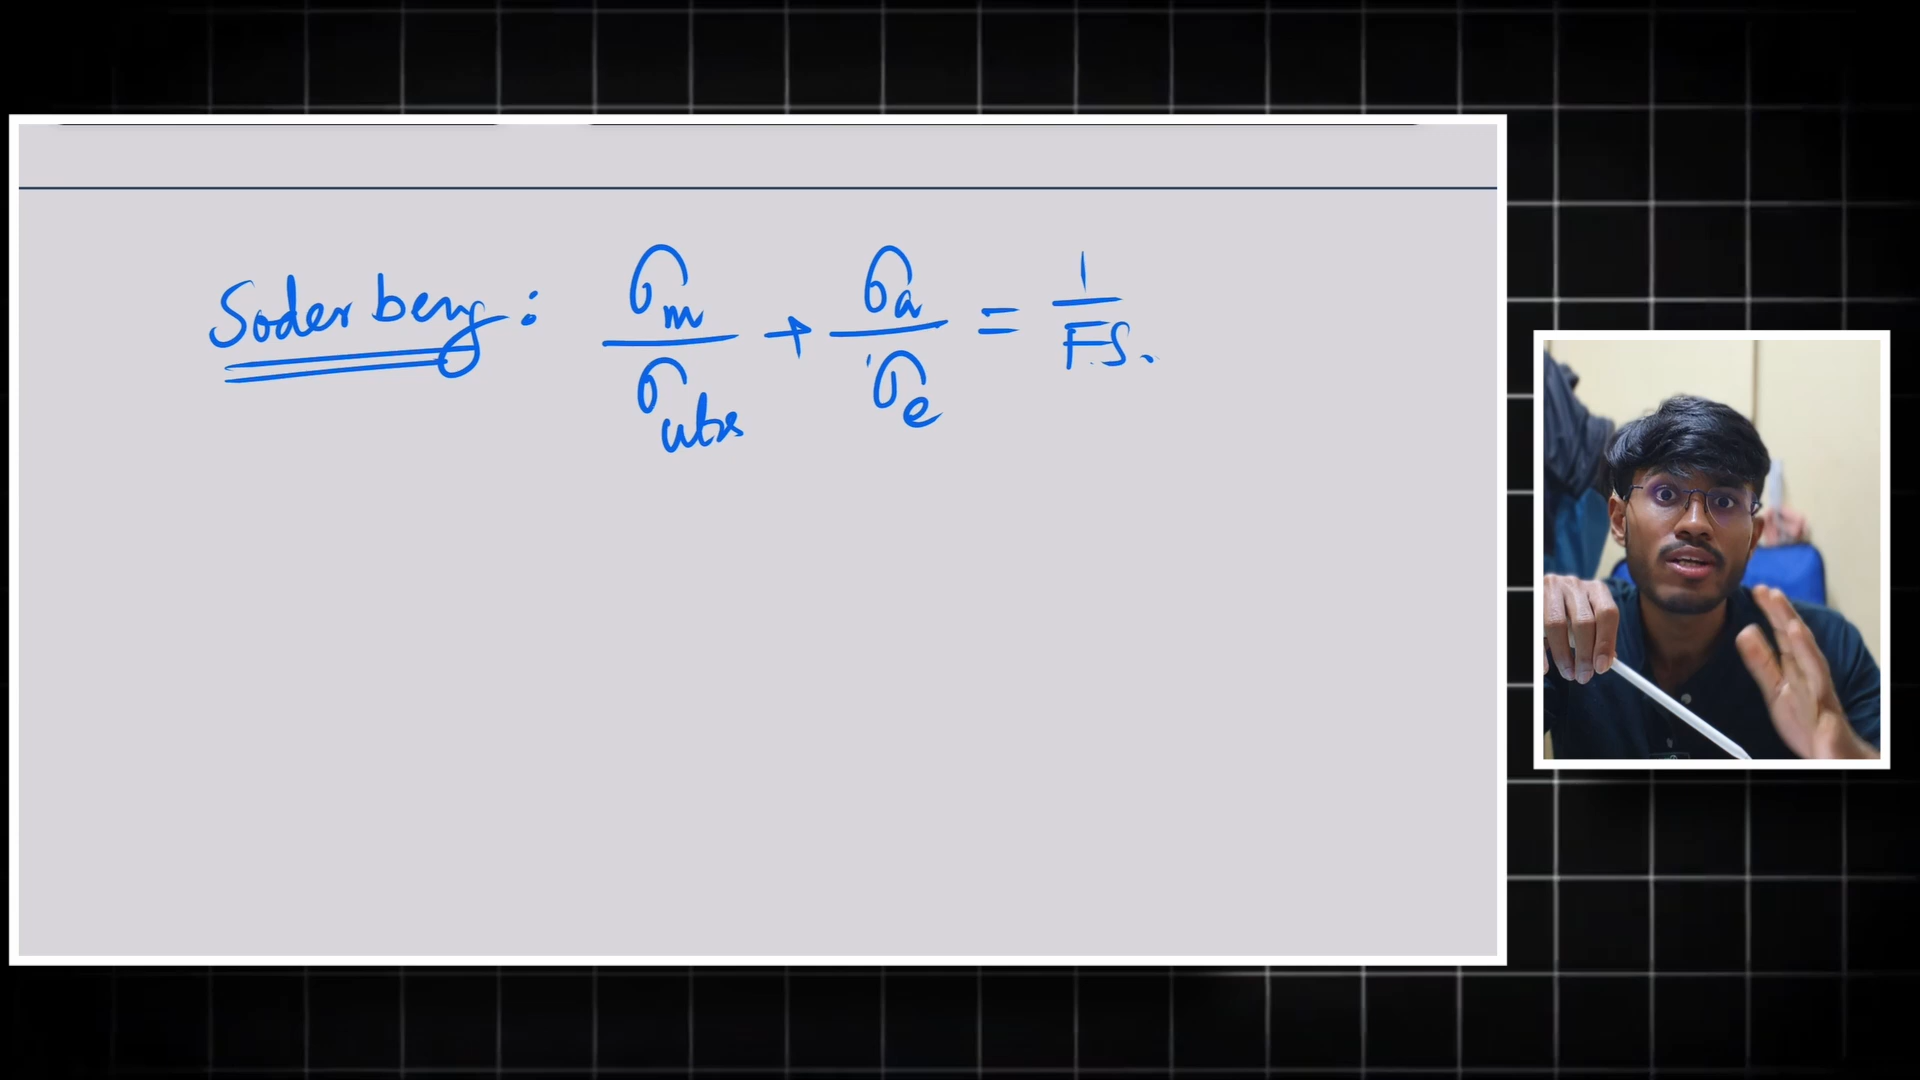 Soderberg: σm/σuts + σa/σe = 1/F.S.